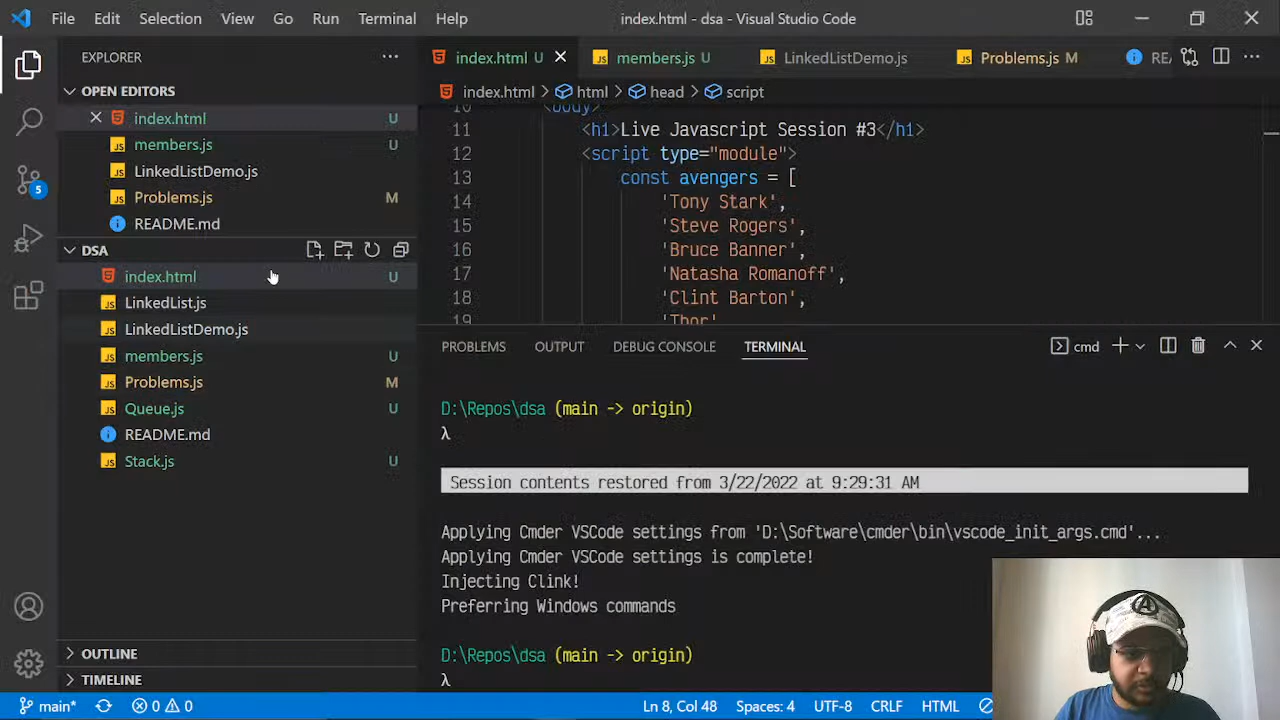 File Edit Selection View Go Run Terminal Help index.html - dsa - Visual Studio Code
EXPLORER
OPEN EDITORS
index.html U
members.js U
LinkedListDemo.js
Problems.js M
README.md
DSA
index.html U
LinkedList.js
LinkedListDemo.js
members.js U
Problems.js M
Queue.js U
README.md
Stack.js U
OUTLINE
TIMELINE
index.html U members.js U LinkedListDemo.js Problems.js M RE
index.html > html > head > script
10 <body>
11 <h1>Live Javascript Session #3</h1>
12 <script type="module">
13 const avengers = [
14 'Tony Stark',
15 'Steve Rogers',
16 'Bruce Banner',
17 'Natasha Romanoff',
18 'Clint Barton',
19 'Thor'
PROBLEMS OUTPUT DEBUG CONSOLE TERMINAL cmd
D:\Repos\dsa (main -> origin)
λ
Session contents restored from 3/22/2022 at 9:29:31 AM
Applying Cmder VSCode settings from 'D:\Software\cmder\bin\vscode_init_args.cmd'...
Applying Cmder VSCode settings is complete!
Injecting Clink!
Preferring Windows commands
D:\Repos\dsa (main -> origin)
λ
5
main* 0 0 Ln 8, Col 48 Spaces: 4 UTF-8 CRLF HTML